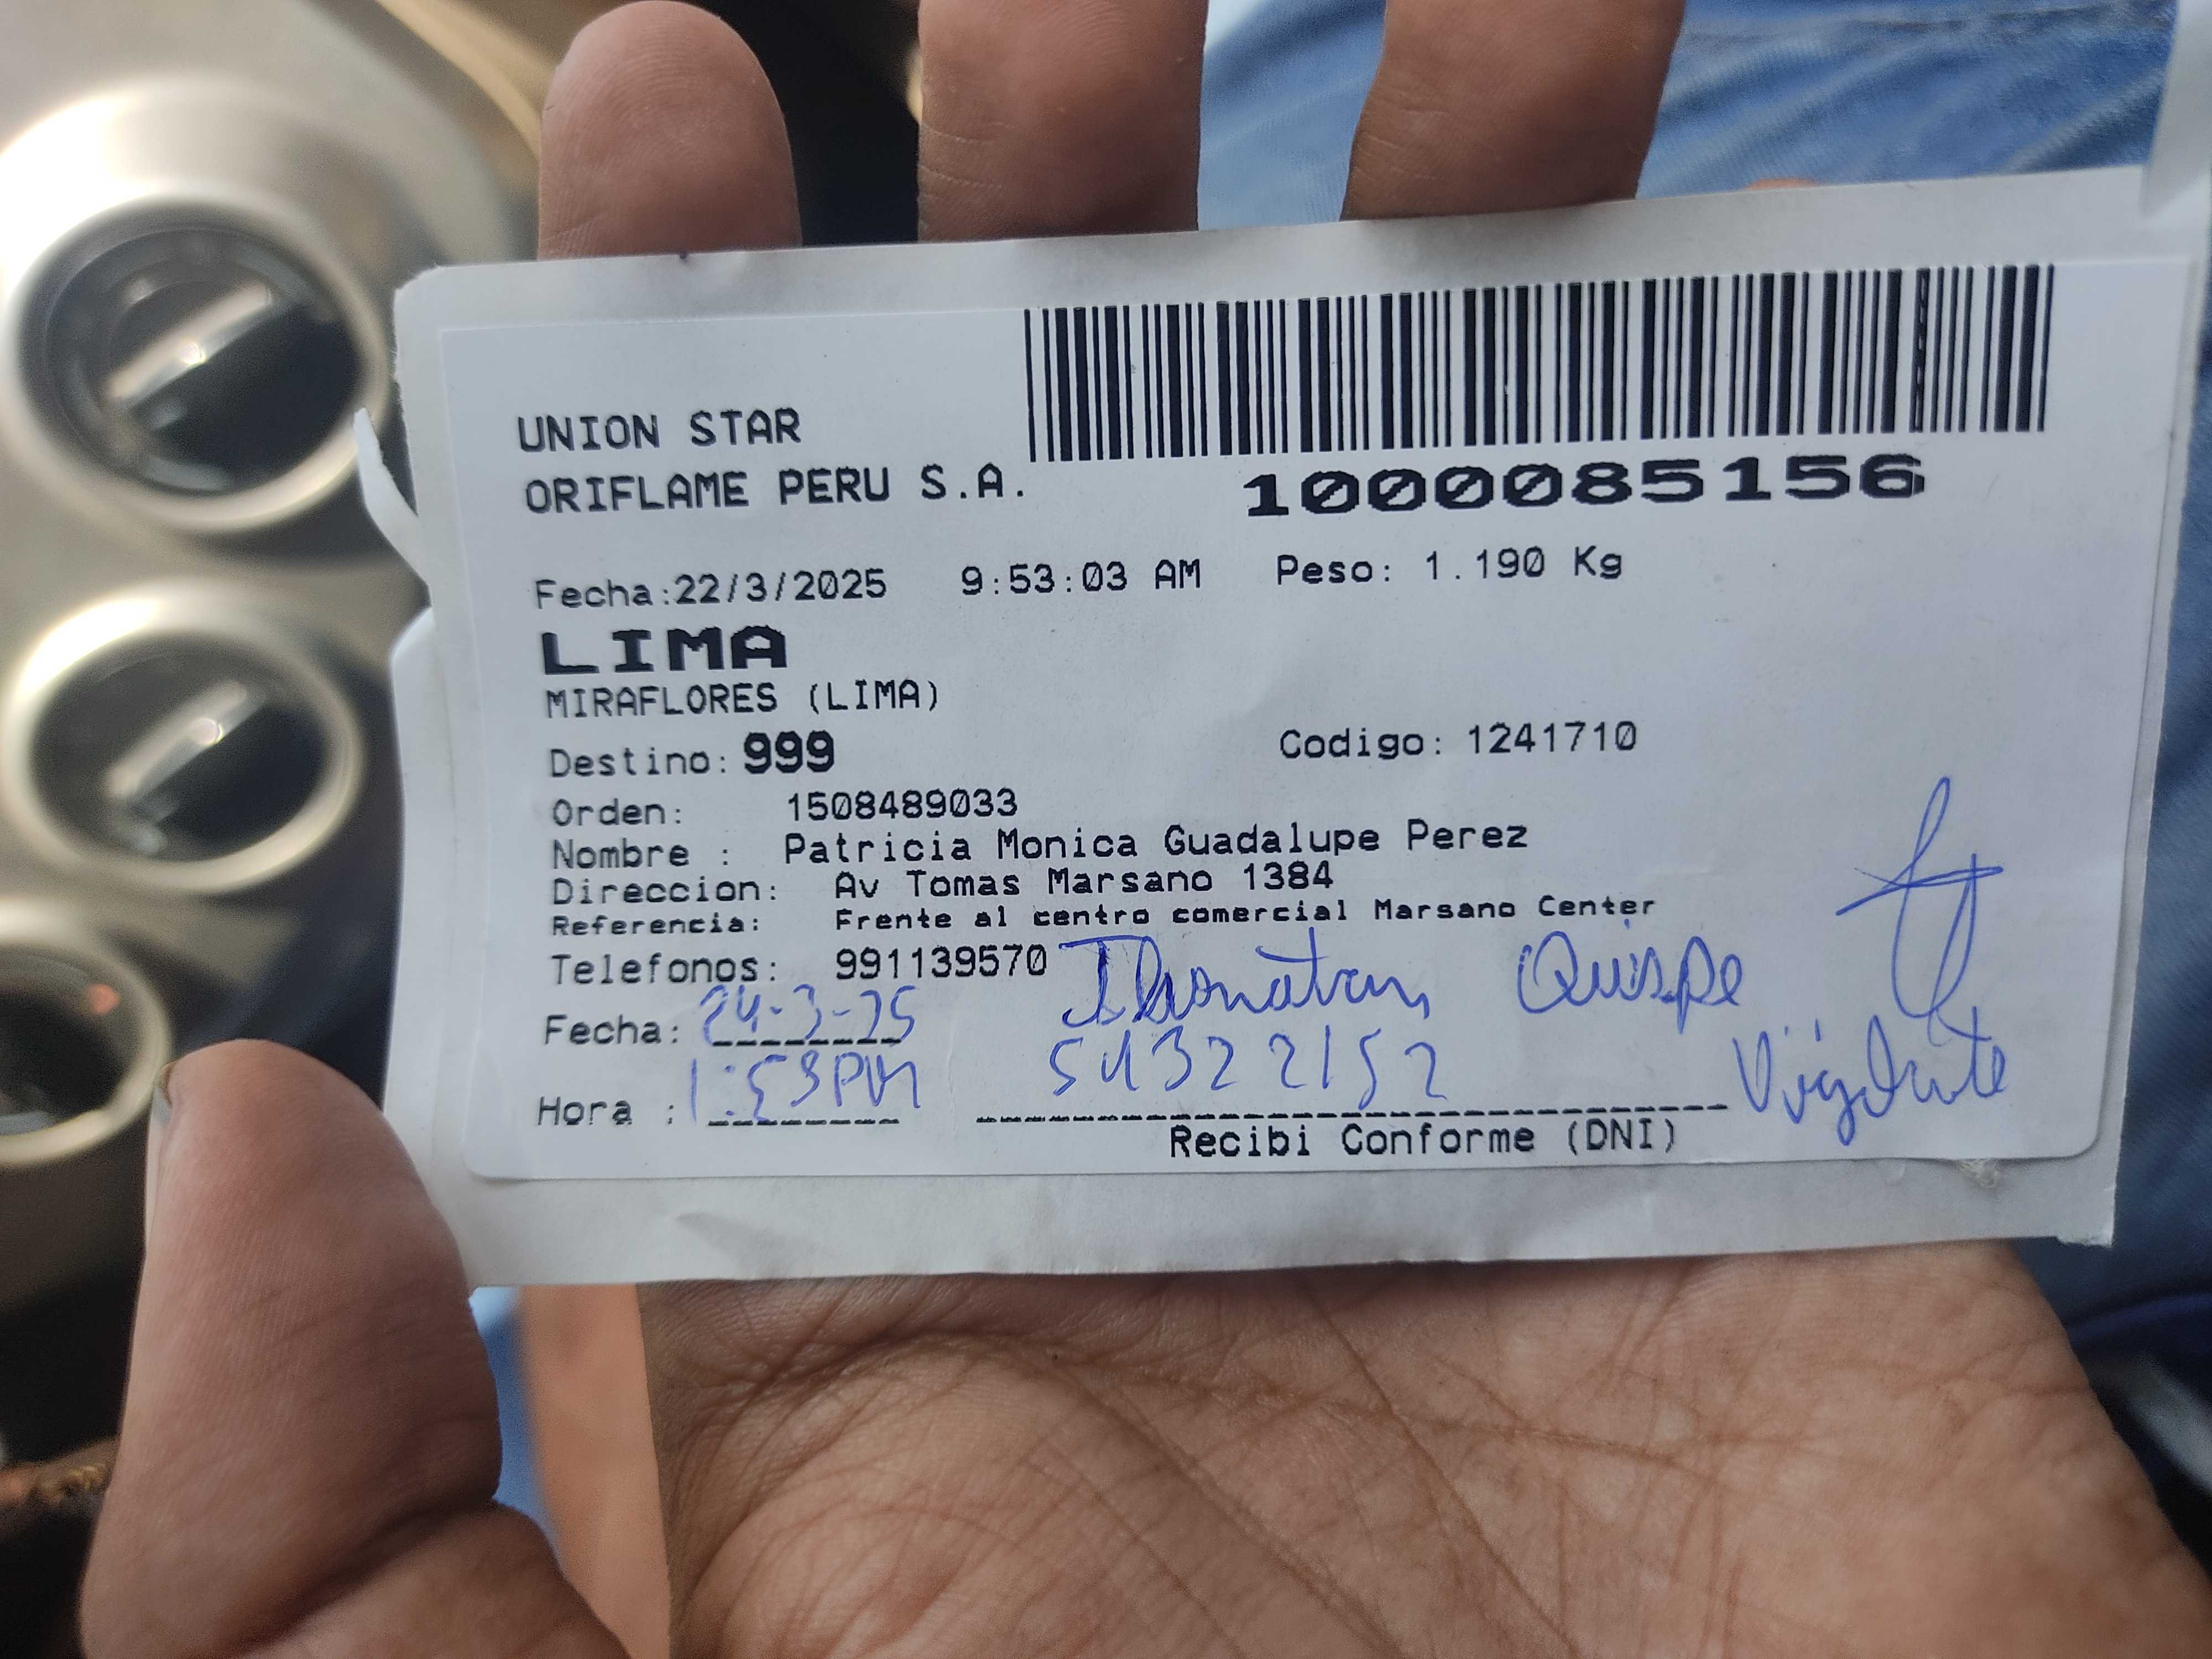 UNION STAR
ORIFLAME PERU S.A.
1000085156
Fecha:22/3/2025 9:53:03 AM Peso: 1.190 Kg
LIMA
MIRAFLORES (LIMA)
Destino: 999 Codigo: 1241710
Orden: 1508489033
Nombre : Patricia Monica Guadalupe Perez
Direccion: Av Tomas Marsano 1384
Referencia: Frente al centro comercial Marsano Center
Telefonos: 991139570 Jhonatan Quispe
Fecha: 24-3-25 Vigilante
Hora : 1:53PM
Recibi Conforme (DNI)